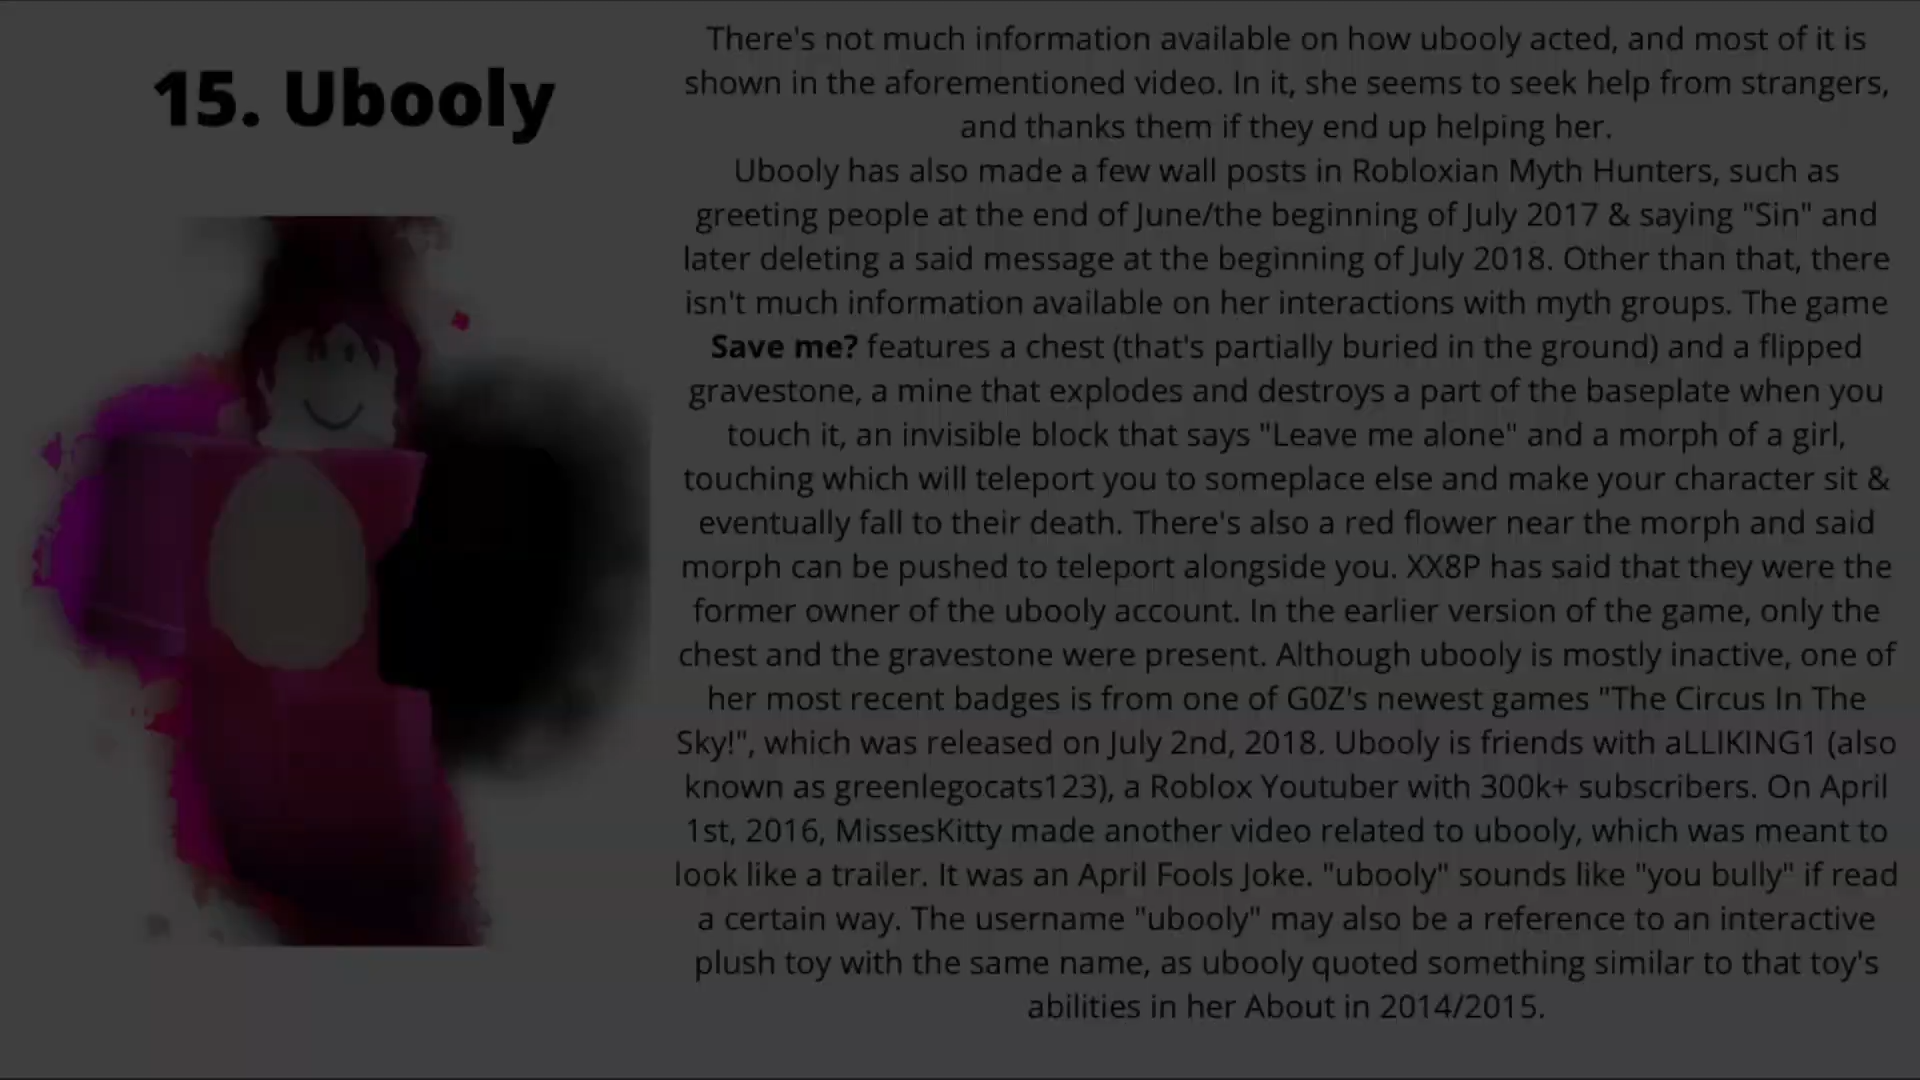 15. Ubooly
There's not much information available on how ubooly acted, and most of it is
shown in the aforementioned video. In it, she seems to seek help from strangers,
and thanks them if they end up helping her.
Ubooly has also made a few wall posts in Robloxian Myth Hunters, such as
greeting people at the end of June/the beginning of July 2017 & saying "Sin" and
later deleting a said message at the beginning of July 2018. Other than that, there
isn't much information available on her interactions with myth groups. The game
Save me? features a chest (that's partially buried in the ground) and a flipped
gravestone, a mine that explodes and destroys a part of the baseplate when you
touch it, an invisible block that says "Leave me alone" and a morph of a girl,
touching which will teleport you to someplace else and make your character sit &
eventually fall to their death. There's also a red flower near the morph and said
morph can be pushed to teleport alongside you. XX8P has said that they were the
former owner of the ubooly account. In the earlier version of the game, only the
chest and the gravestone were present. Although ubooly is mostly inactive, one of
her most recent badges is from one of G0Z's newest games "The Circus In The
Sky!", which was released on July 2nd, 2018. Ubooly is friends with aLLIKING1 (also
known as greenlegocats123), a Roblox Youtuber with 300k+ subscribers. On April
1st, 2016, MissesKitty made another video related to ubooly, which was meant to
look like a trailer. It was an April Fools Joke. "ubooly" sounds like "you bully" if read
a certain way. The username "ubooly" may also be a reference to an interactive
plush toy with the same name, as ubooly quoted something similar to that toy's
abilities in her About in 2014/2015.